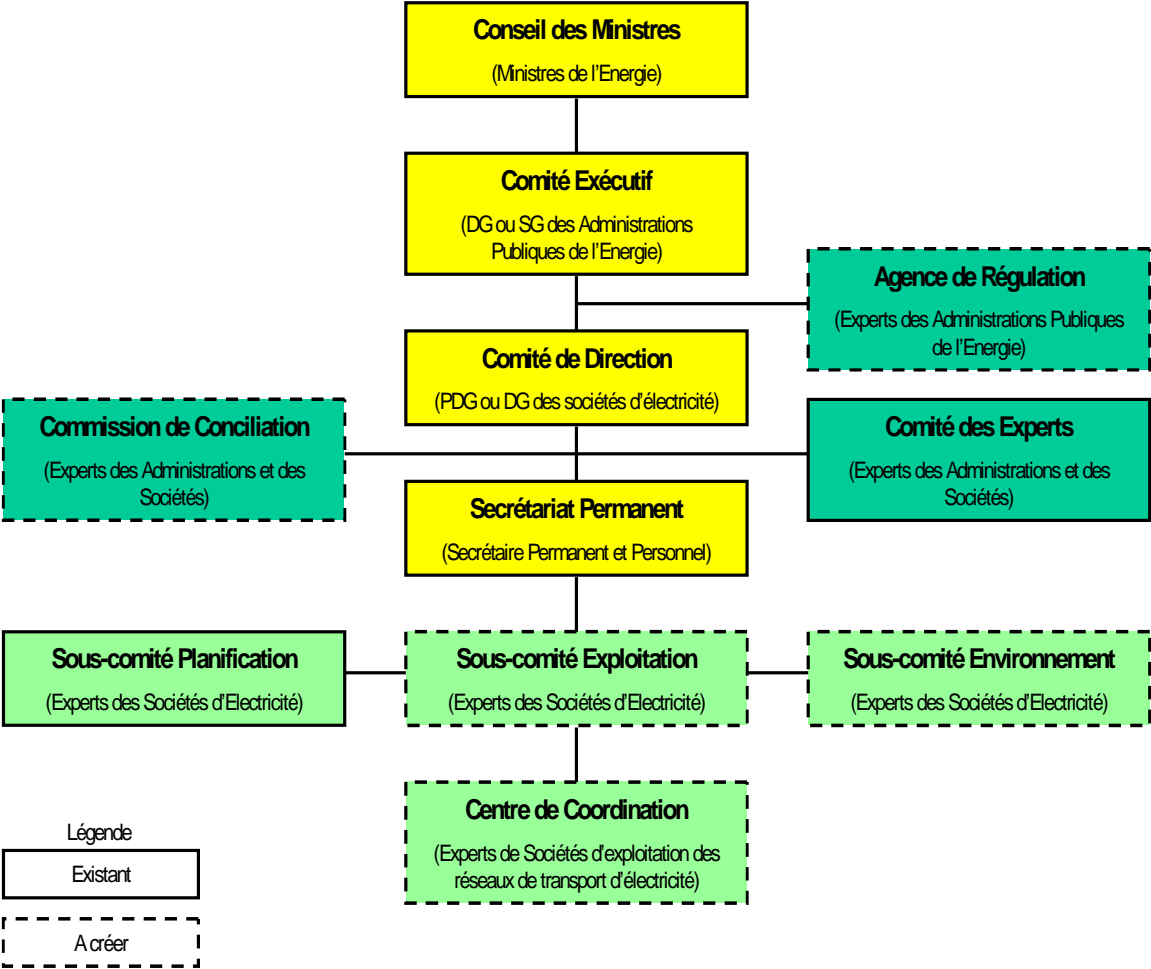 Conseil des Ministres
(Ministres de l'Energie)
Comité Exécutif
(DG ou SG des Administrations
Publiques de l'Energie)
Agence de Régulation
(Experts des Administrations Publiques
de l'Energie)
Comité de Direction
(PDG ou DG des sociétés d'électricité)
Commission de Conciliation
(Experts des Administrations et des
Sociétés)
Comité des Experts
(Experts des Administrations et des
Sociétés)
Secrétariat Permanent
(Secrétaire Permanent et Personnel)
Sous-comité Planification
(Experts des Sociétés d'Electricité)
Sous-comité Exploitation
(Experts des Sociétés d'Electricité)
Sous-comité Environnement
(Experts des Sociétés d'Electricité)
Centre de Coordination
(Experts de Sociétés d'exploitation des
réseaux de transport d'électricité)
Légende
Existant
A créer